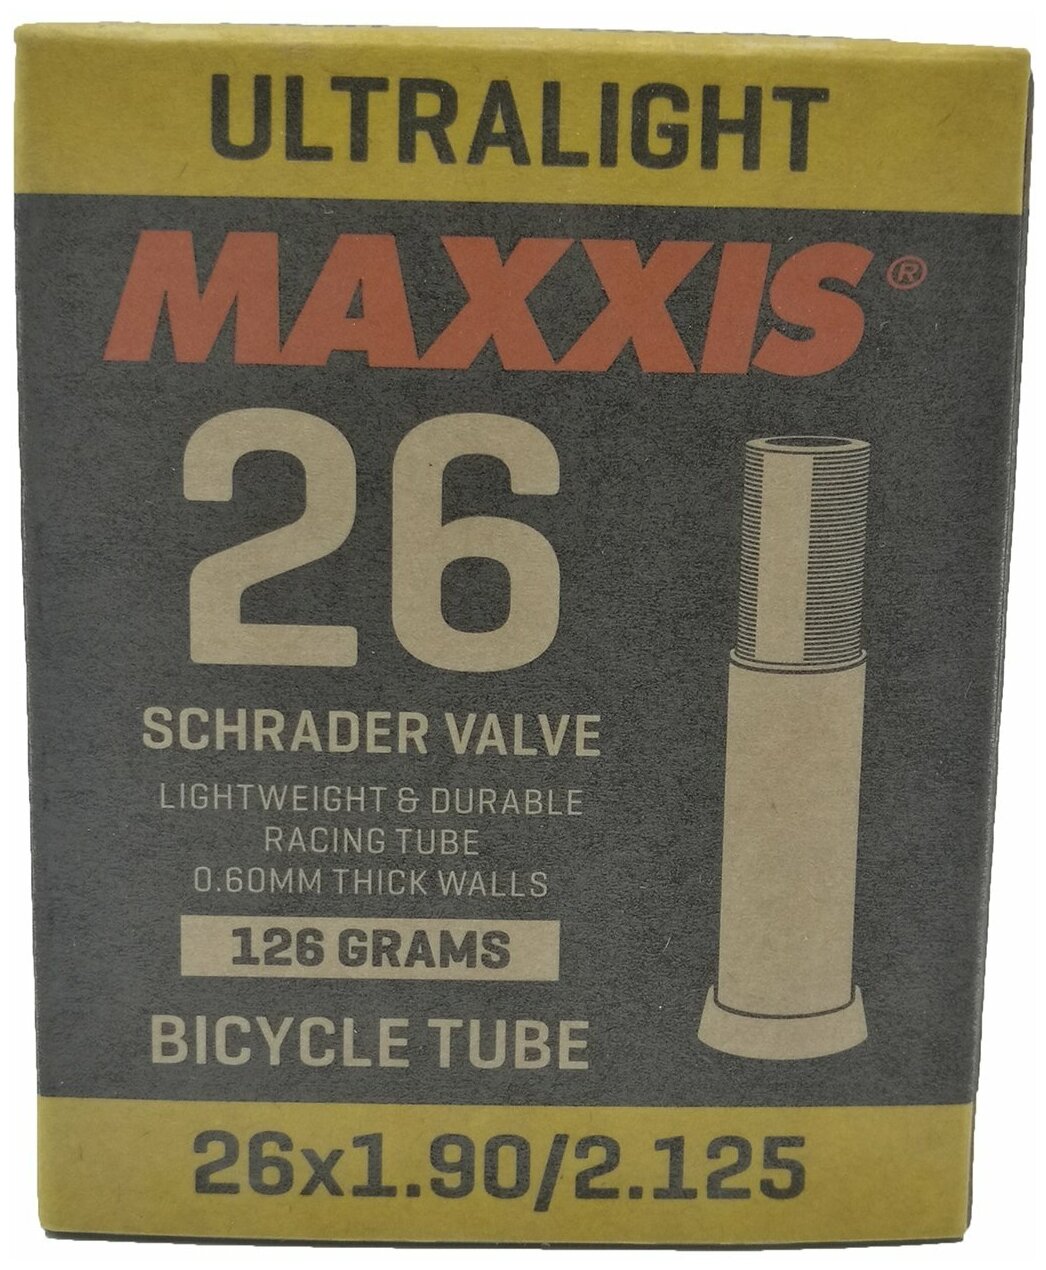 ULTRALIGHT
MAXXIS®
26
SCHRADER VALVE
LIGHTWEIGHT & DURABLE
RACING TUBE
0.60MM THICK WALLS
126 GRAMS
BICYCLE TUBE
26x1.90/2.125